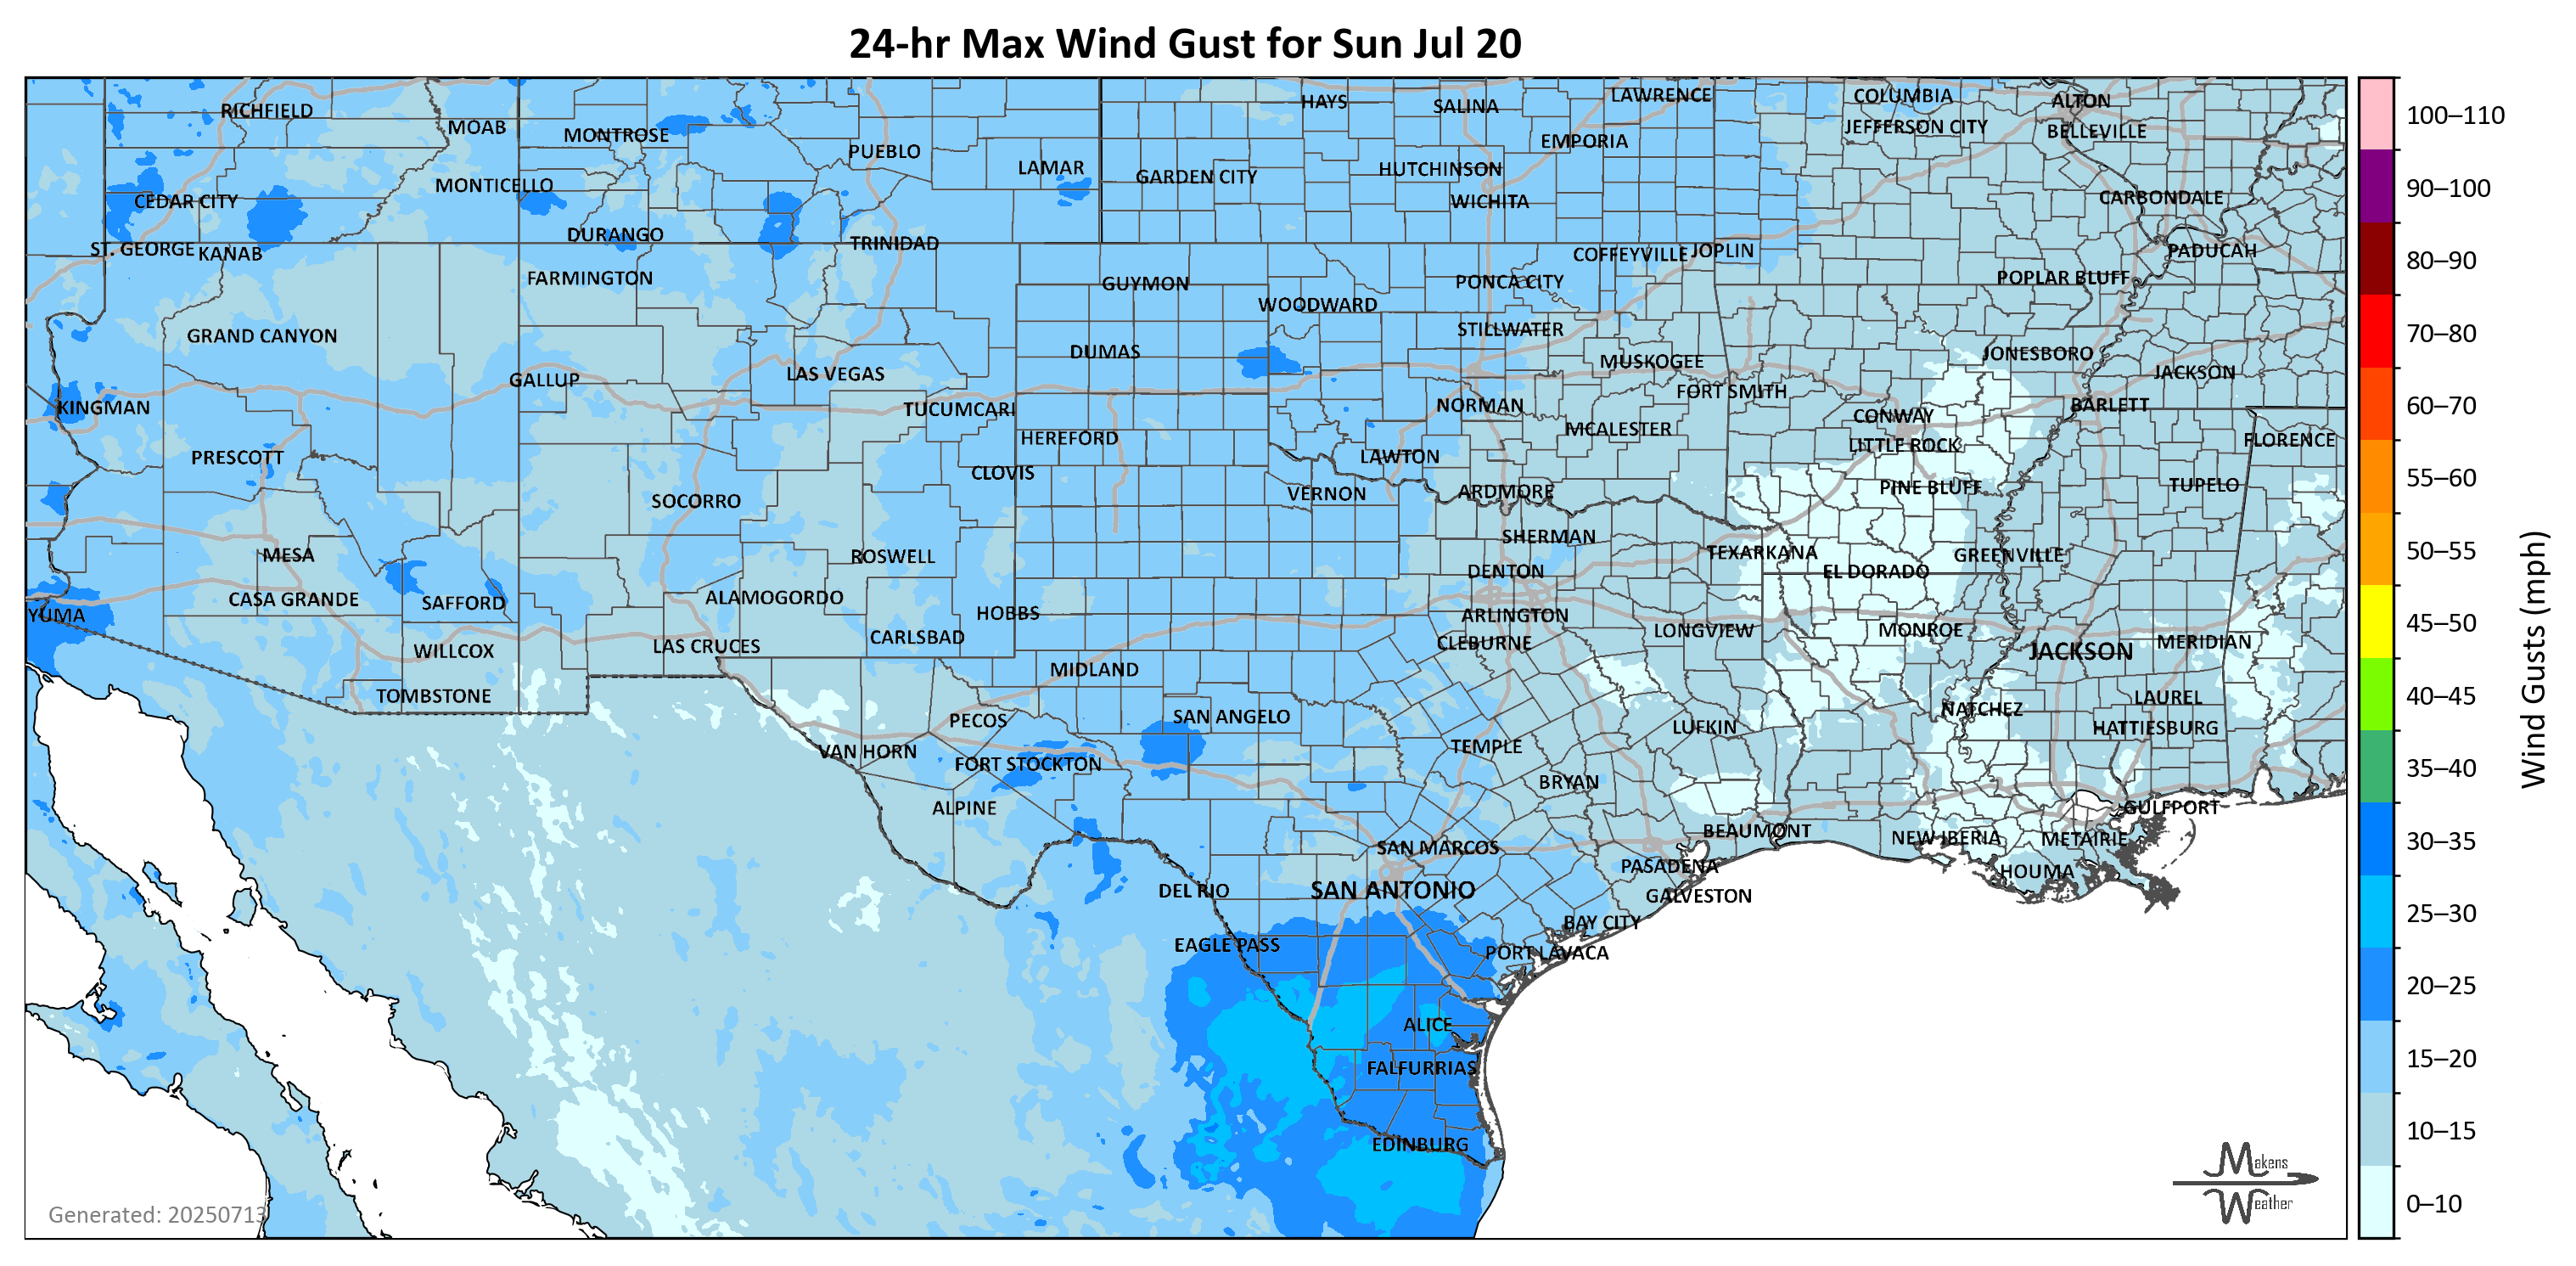 24-hr Max Wind Gust for Sun Jul 20
RICHFIELD
MOAB
MONTROSE
PUEBLO
LAMAR
HAYS
SALINA
LAWRENCE
COLUMBIA
ALTON
EMPORIA
JEFFERSON CITY
BELLEVILLE
CEDAR CITY
MONTICELLO
GARDEN CITY
HUTCHINSON
WICHITA
CARBONDALE
ST. GEORGE
KANAB
DURANGO
TRINIDAD
COFFEYVILLE
JOPLIN
PADUCAH
FARMINGTON
GUYMON
PONCA CITY
POPLAR BLUFF
WOODWARD
GRAND CANYON
STILLWATER
DUMAS
MUSKOGEE
JONESBORO
KINGMAN
GALLUP
LAS VEGAS
FORT SMITH
JACKSON
TUCUMCARI
NORMAN
CONWAY
BARLETT
HEREFORD
MCALESTER
LITTLE ROCK
FLORENCE
PRESCOTT
CLOVIS
LAWTON
SOCORRO
VERNON
ARDMORE
PINE BLUFF
TUPELO
MESA
ROSWELL
SHERMAN
TEXARKANA
GREENVILLE
DENTON
EL DORADO
YUMA
CASA GRANDE
SAFFORD
ALAMOGORDO
HOBBS
ARLINGTON
WILLCOX
LAS CRUCES
CARLSBAD
CLEBURNE
LONGVIEW
MONROE
JACKSON
MERIDIAN
MIDLAND
TOMBSTONE
PECOS
SAN ANGELO
LUFKIN
NATCHEZ
LAUREL
HATTIESBURG
VAN HORN
FORT STOCKTON
TEMPLE
BRYAN
ALPINE
GULFPORT
SAN MARCOS
BEAUMONT
NEW IBERIA
METAIRIE
DEL RIO
SAN ANTONIO
PASADENA
GALVESTON
HOUMA
EAGLE PASS
BAY CITY
PORT LAVACA
ALICE
FALFURRIAS
EDINBURG
Generated: 20250713
Makens
Weather
100–110
90–100
80–90
70–80
60–70
55–60
50–55
45–50
40–45
35–40
30–35
25–30
20–25
15–20
10–15
0–10
Wind Gusts (mph)